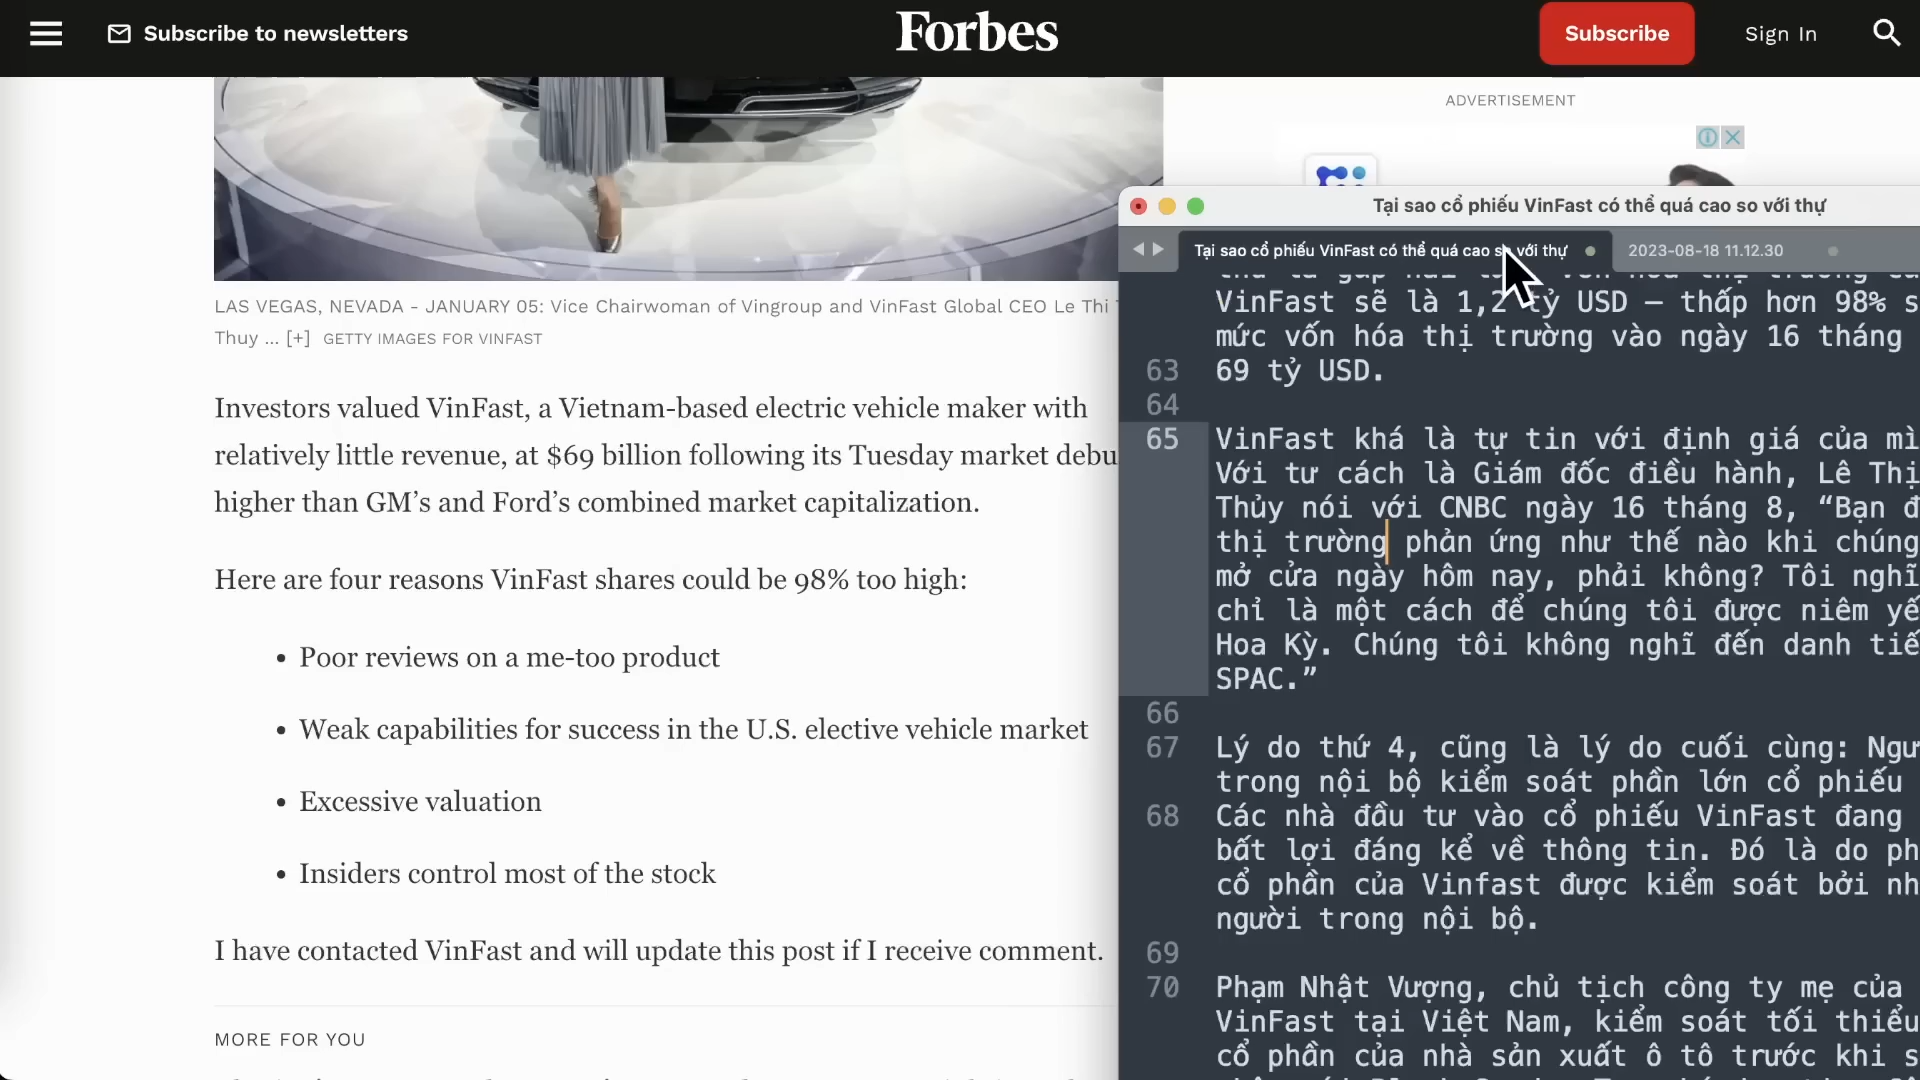 Subscribe to newsletters
Forbes
Subscribe
Sign In
ADVERTISEMENT
LAS VEGAS, NEVADA - JANUARY 05: Vice Chairwoman of Vingroup and VinFast Global CEO Le Thi
Thuy ... [+] GETTY IMAGES FOR VINFAST
Investors valued VinFast, a Vietnam-based electric vehicle maker with
relatively little revenue, at $69 billion following its Tuesday market
higher than GM’s and Ford’s combined market capitalization.
Here are four reasons VinFast shares could be 98% too high:
• Poor reviews on a me-too product
• Weak capabilities for success in the U.S. elective vehicle market
• Excessive valuation
• Insiders control most of the stock
I have contacted VinFast and will update this post if I receive comment.
MORE FOR YOU
Tại sao cổ phiếu VinFast có thể quá cao so với thự
Tại sao cổ phiếu VinFast có thể quá cao so với thự
2023-08-18 11.12.30
VinFast sẽ là 1,2 tỷ USD – thấp hơn 98%
mức vốn hóa thị trường vào ngày 16 tháng
63 69 tỷ USD.
64
65 VinFast khá là tự tin với định giá của
Với tư cách là Giám đốc điều hành, Lê Thị
Thủy nói với CNBC ngày 16 tháng 8, “Bạn
thị trường phản ứng như thế nào khi chúng
mở cửa ngày hôm nay, phải không? Tôi
chỉ là một cách để chúng tôi được niêm
Hoa Kỳ. Chúng tôi không nghĩ đến danh
SPAC.”
66
67 Lý do thứ 4, cũng là lý do cuối cùng:
trong nội bộ kiểm soát phần lớn cổ phiếu
68 Các nhà đầu tư vào cổ phiếu VinFast đang
bất lợi đáng kể về thông tin. Đó là do
cổ phần của Vinfast được kiểm soát bởi
người trong nội bộ.
69
70 Phạm Nhật Vượng, chủ tịch công ty mẹ của
VinFast tại Việt Nam, kiểm soát tối thiểu
cổ phần của nhà sản xuất ô tô trước khi